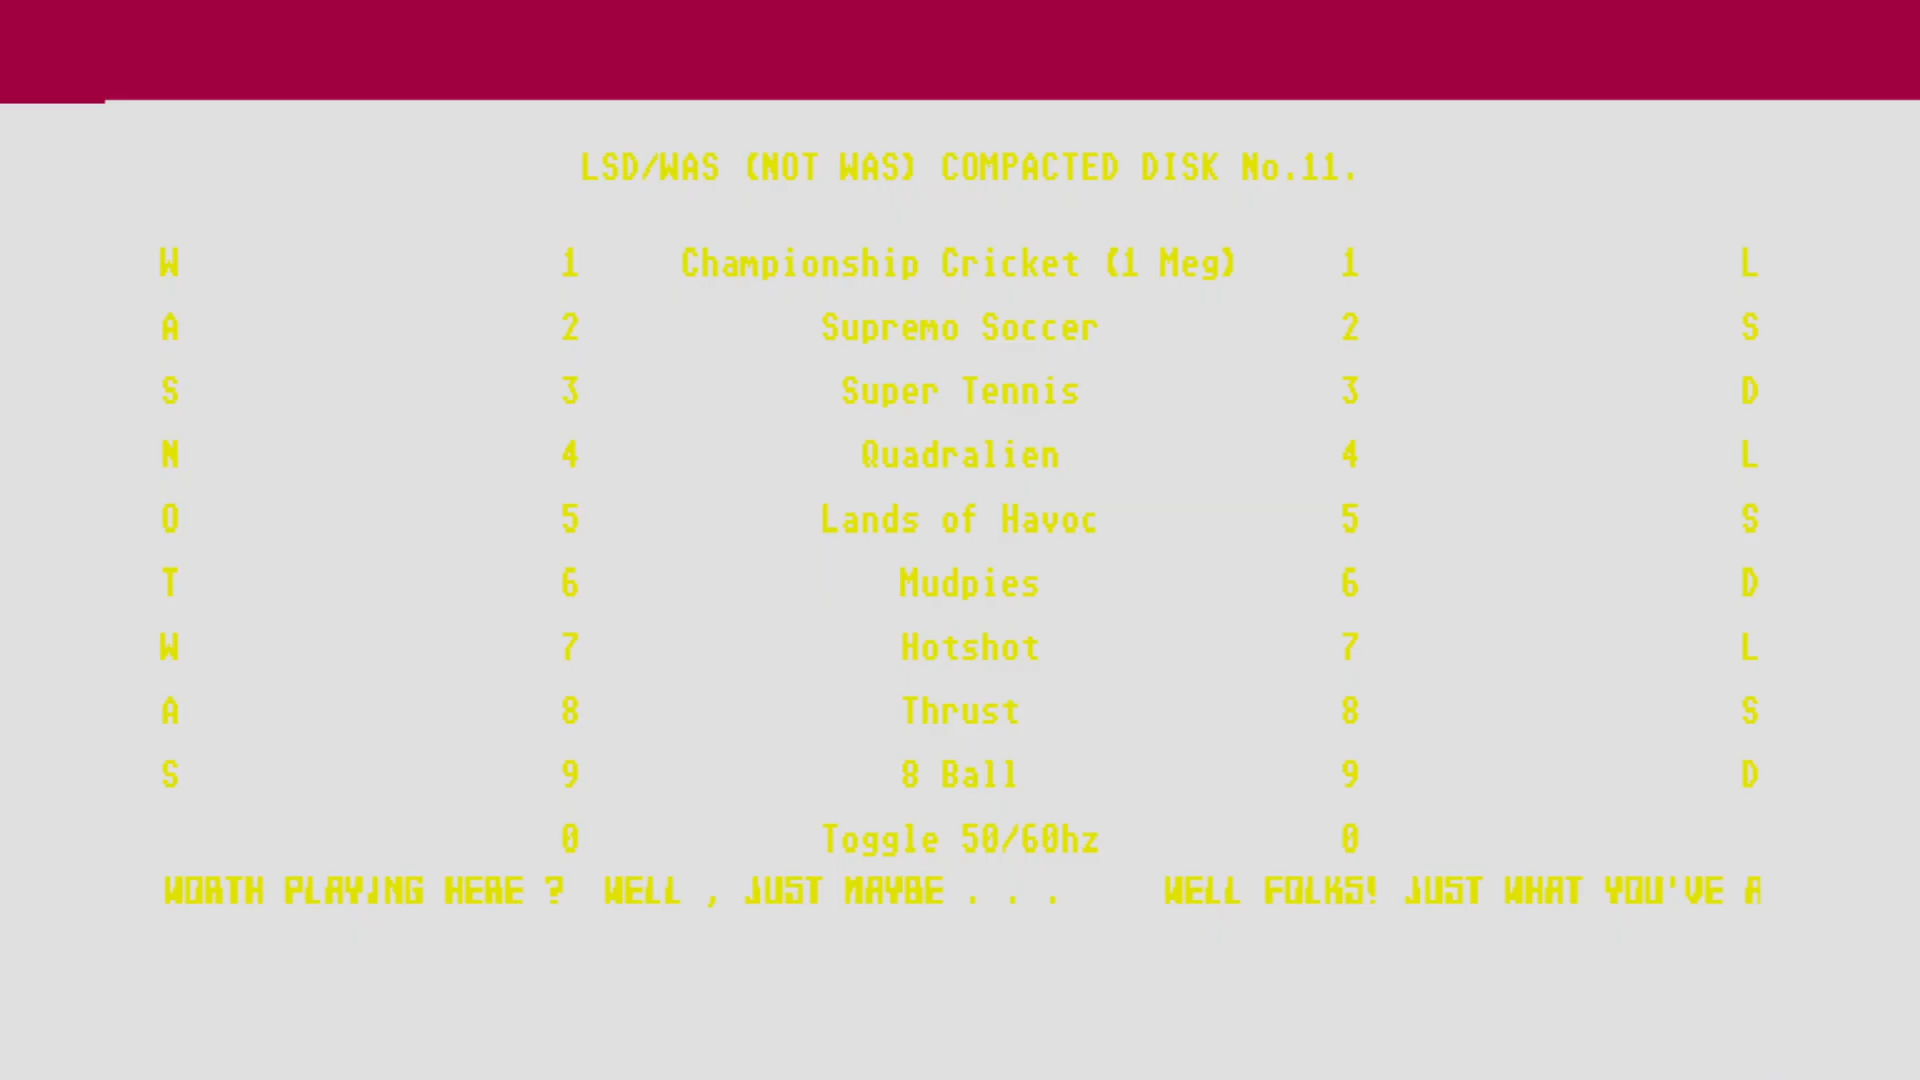 LSD/WAS (NOT WAS) COMPACTED DISK No.11.
W 1 Championship Cricket (1 Meg) 1 L
A 2 Supremo Soccer 2 S
S 3 Super Tennis 3 D
N 4 Quadralien 4 L
O 5 Lands of Havoc 5 S
T 6 Mudpies 6 D
W 7 Hotshot 7 L
A 8 Thrust 8 S
S 9 8 Ball 9 D
0 Toggle 50/60hz 0
WORTH PLAYING HERE ? WELL , JUST MAYBE . . . WELL FOLKS! JUST WHAT YOU'VE A